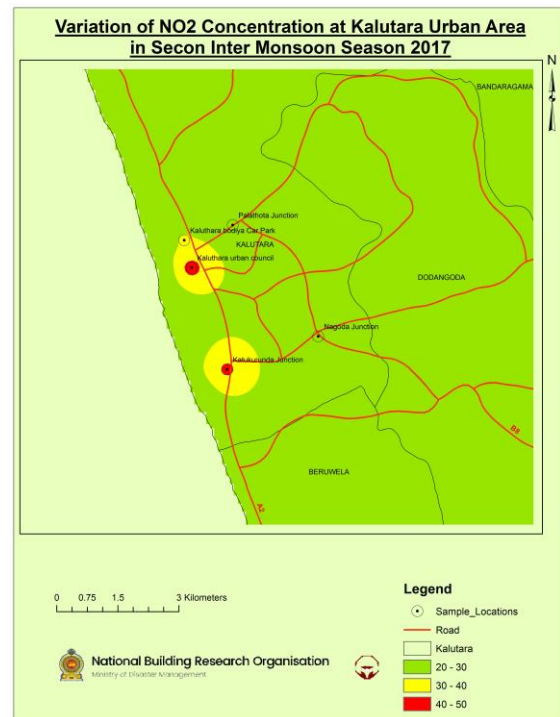 Variation of NO2 Concentration at Kalutara Urban Area
in Secon Inter Monsoon Season 2017
N
BANDARAGAMA
Palathota Junction
Kaluthara bodiya Car Park
KALUTARA
Kaluthara urban council
DODANGODA
Nagoda Junction
Katukurunda Junction
B8
BERUWELA
A2
0 0.75 1.5 3 Kilometers
Legend
Sample_Locations
Road
Kalutara
20 - 30
30 - 40
40 - 50
National Building Research Organisation
Ministry of Disaster Management